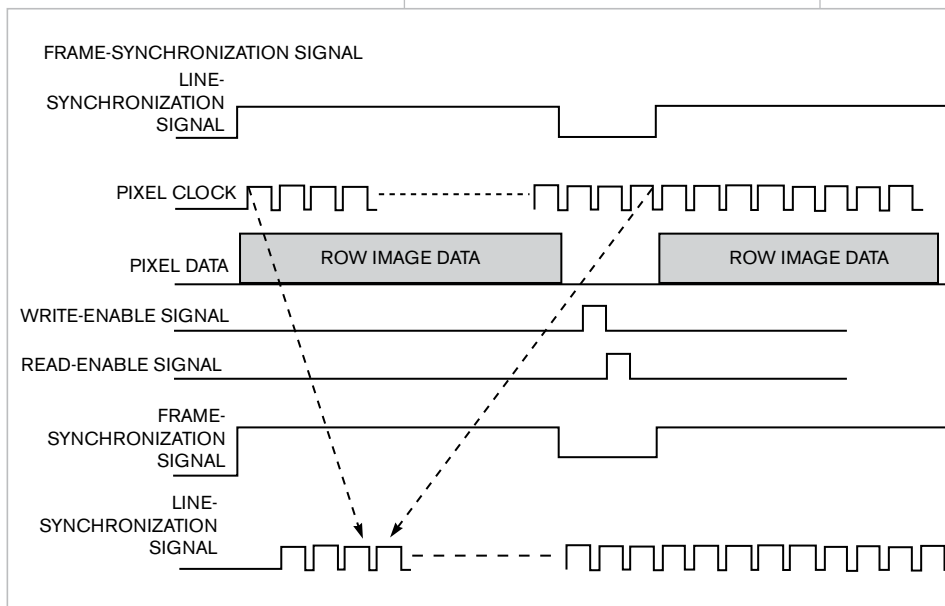 FRAME-SYNCHRONIZATION SIGNAL
LINE-
SYNCHRONIZATION
SIGNAL
PIXEL CLOCK
PIXEL DATA
ROW IMAGE DATA
ROW IMAGE DATA
WRITE-ENABLE SIGNAL
READ-ENABLE SIGNAL
FRAME-
SYNCHRONIZATION
SIGNAL
LINE-
SYNCHRONIZATION
SIGNAL